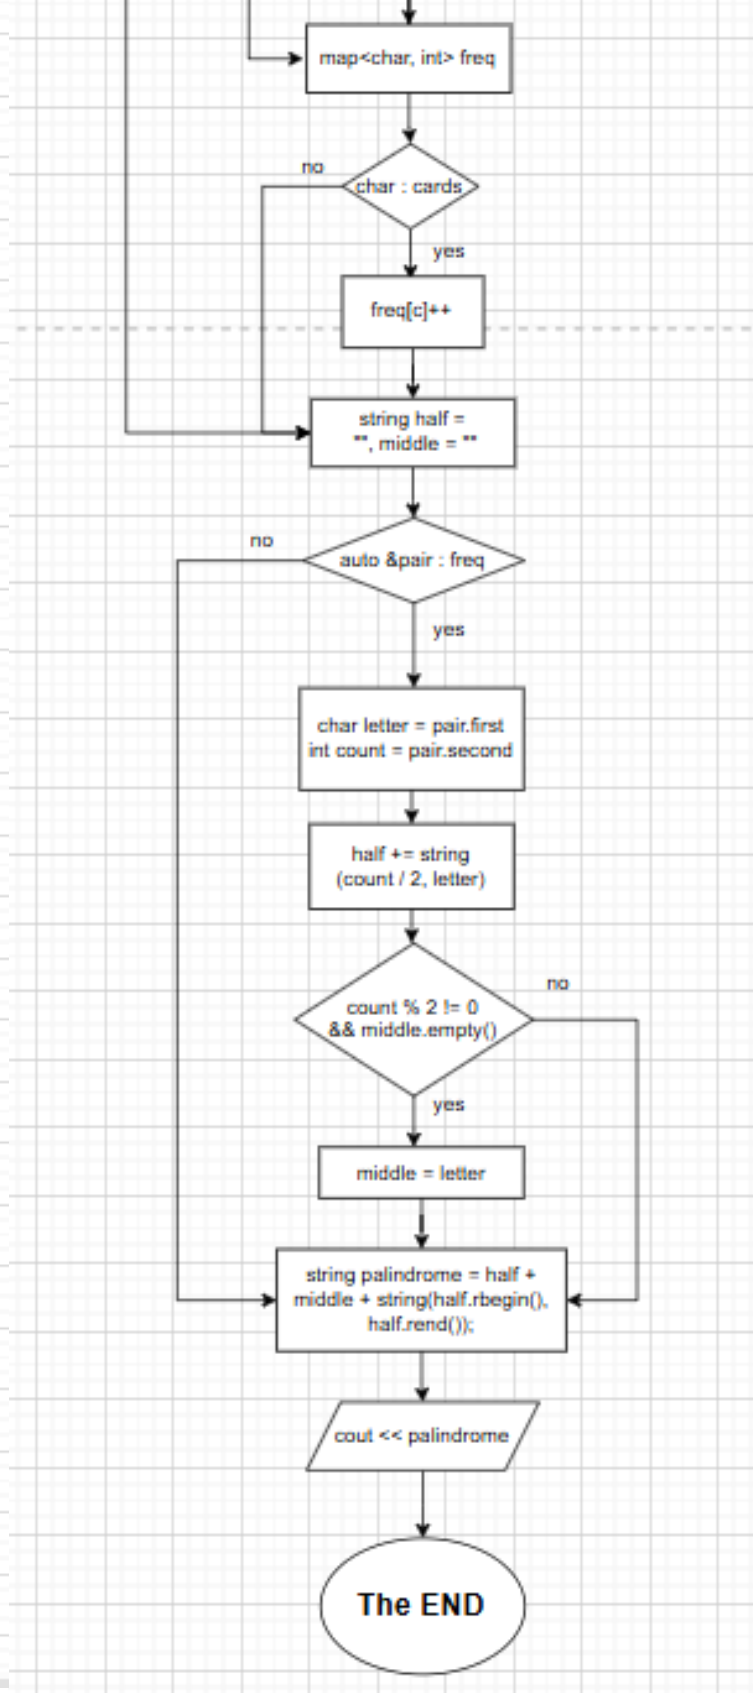 map<char, int> freq
no
char : cards
yes
freq[c]++
string half =
"", middle = ""
no
auto &pair : freq
yes
char letter = pair.first
int count = pair.second
half += string
(count / 2, letter)
no
count % 2 != 0
&& middle.empty()
yes
middle = letter
string palindrome = half +
middle + string(half.rbegin(),
half.rend());
cout << palindrome
The END